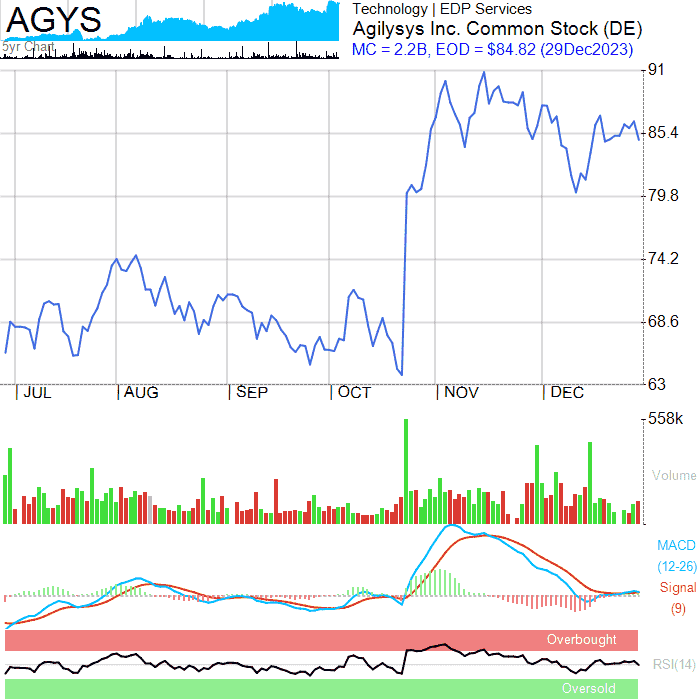 AGYS
5yr Chart
Technology | EDP Services
Agilysys Inc. Common Stock (DE)
MC = 2.2B, EOD = $84.82 (29Dec2023)
91
85.4
79.8
74.2
68.6
63
| JUL | AUG | SEP | OCT | NOV | DEC
558k
Volume
MACD
(12-26)
Signal
(9)
Overbought
RSI(14)
Oversold